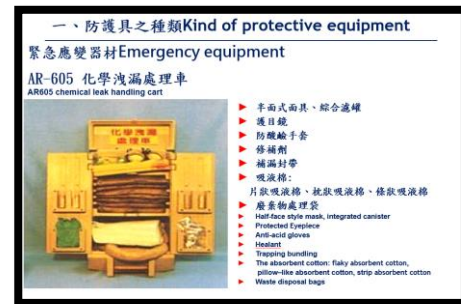 一、防護具之種類Kind of protective equipment
緊急應變器材Emergency equipment
AR-605 化學洩漏處理車
AR605 chemical leak handling cart
化學洩漏
處理車
半面式面具、綜合濾罐
護目鏡
防酸鹼手套
修補劑
補漏封帶
吸液棉:
片狀吸液棉、枕狀吸液棉、條狀吸液棉
廢棄物處理袋
Half-face style mask, integrated canister
Protected Eyepiece
Anti-acid gloves
Healant
Trapping bundling
The absorbent cotton: flaky absorbent cotton,
pillow-like absorbent cotton, strip absorbent cotton
Waste disposal bags